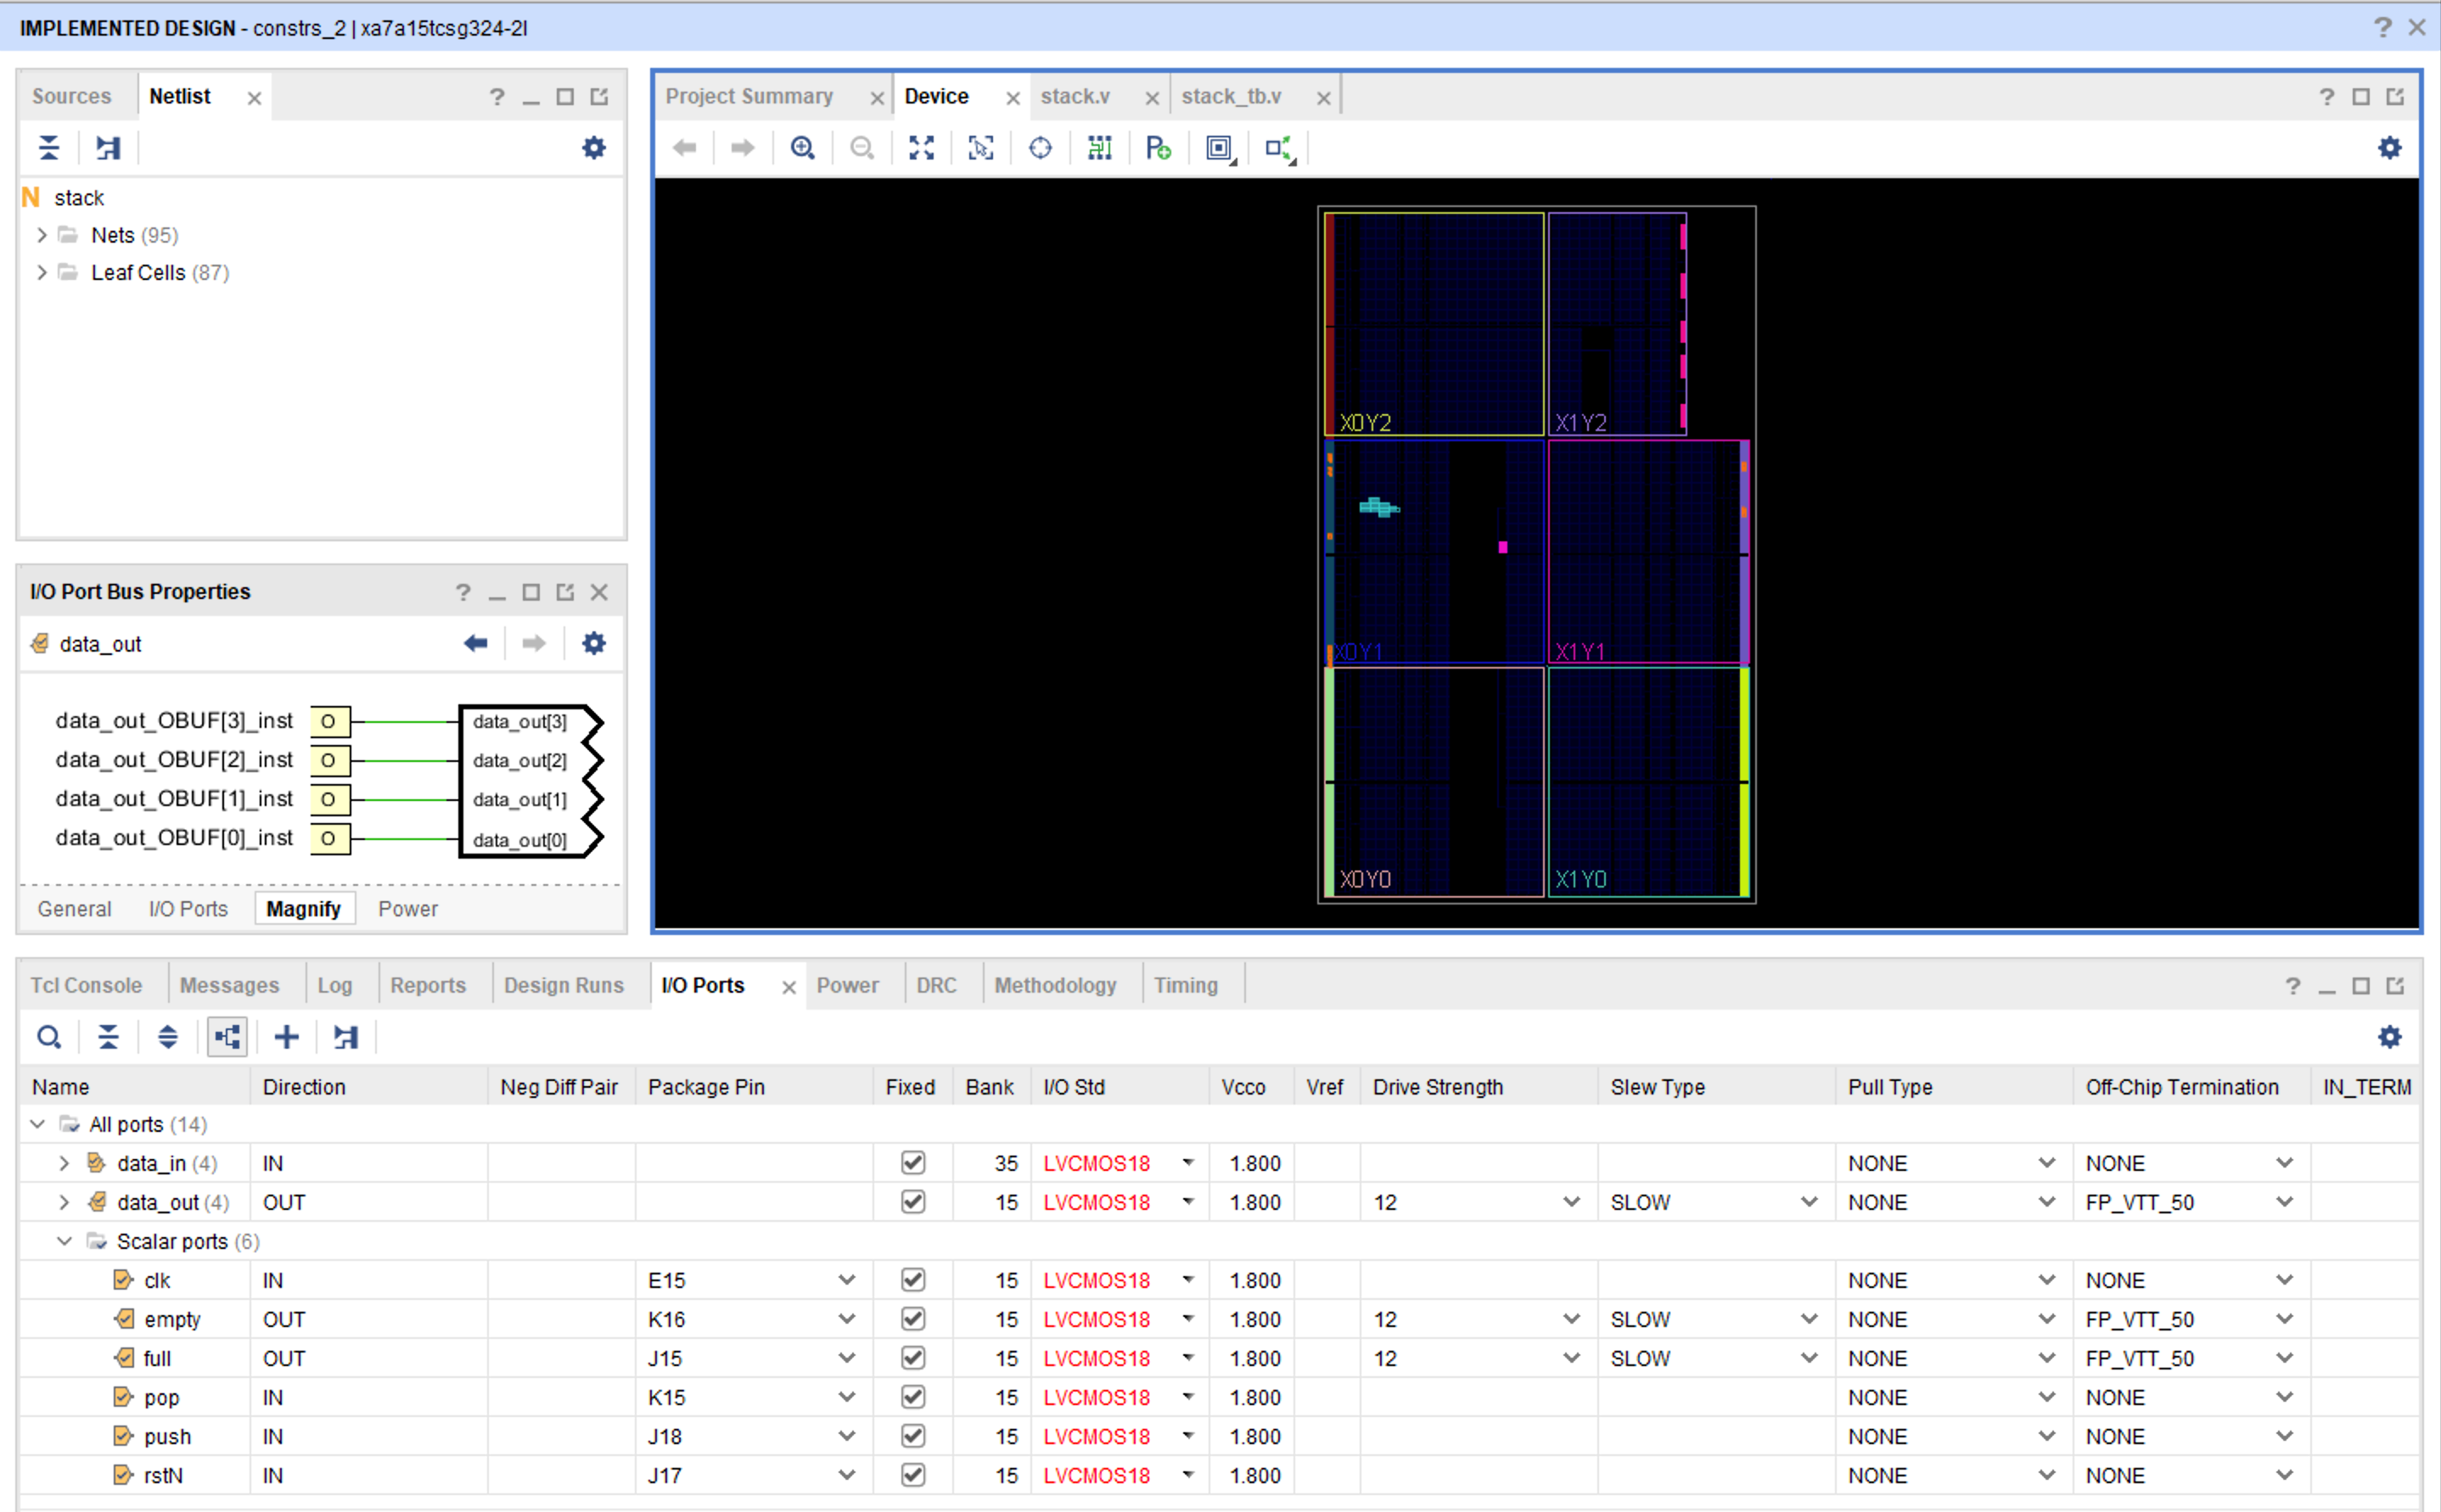 IMPLEMENTED DESIGN - constrs_2 | xa7a15tcsg324-2I
Sources Netlist
stack
Nets (95)
Leaf Cells (87)
I/O Port Bus Properties
data_out
data_out_OBUF[3]_inst O data_out[3]
data_out_OBUF[2]_inst O data_out[2]
data_out_OBUF[1]_inst O data_out[1]
data_out_OBUF[0]_inst O data_out[0]
General I/O Ports Magnify Power
Project Summary Device stack.v stack_tb.v
X0Y2 X1Y2
X0Y1 X1Y1
X0Y0 X1Y0
Tcl Console Messages Log Reports Design Runs I/O Ports Power DRC Methodology Timing
Name Direction Neg Diff Pair Package Pin Fixed Bank I/O Std Vcco Vref Drive Strength Slew Type Pull Type Off-Chip Termination IN_TERM
All ports (14)
data_in (4) IN 35 LVCMOS18 1.800 NONE NONE
data_out (4) OUT 15 LVCMOS18 1.800 12 SLOW NONE FP_VTT_50
Scalar ports (6)
clk IN E15 15 LVCMOS18 1.800 NONE NONE
empty OUT K16 15 LVCMOS18 1.800 12 SLOW NONE FP_VTT_50
full OUT J15 15 LVCMOS18 1.800 12 SLOW NONE FP_VTT_50
pop IN K15 15 LVCMOS18 1.800 NONE NONE
push IN J18 15 LVCMOS18 1.800 NONE NONE
rstN IN J17 15 LVCMOS18 1.800 NONE NONE